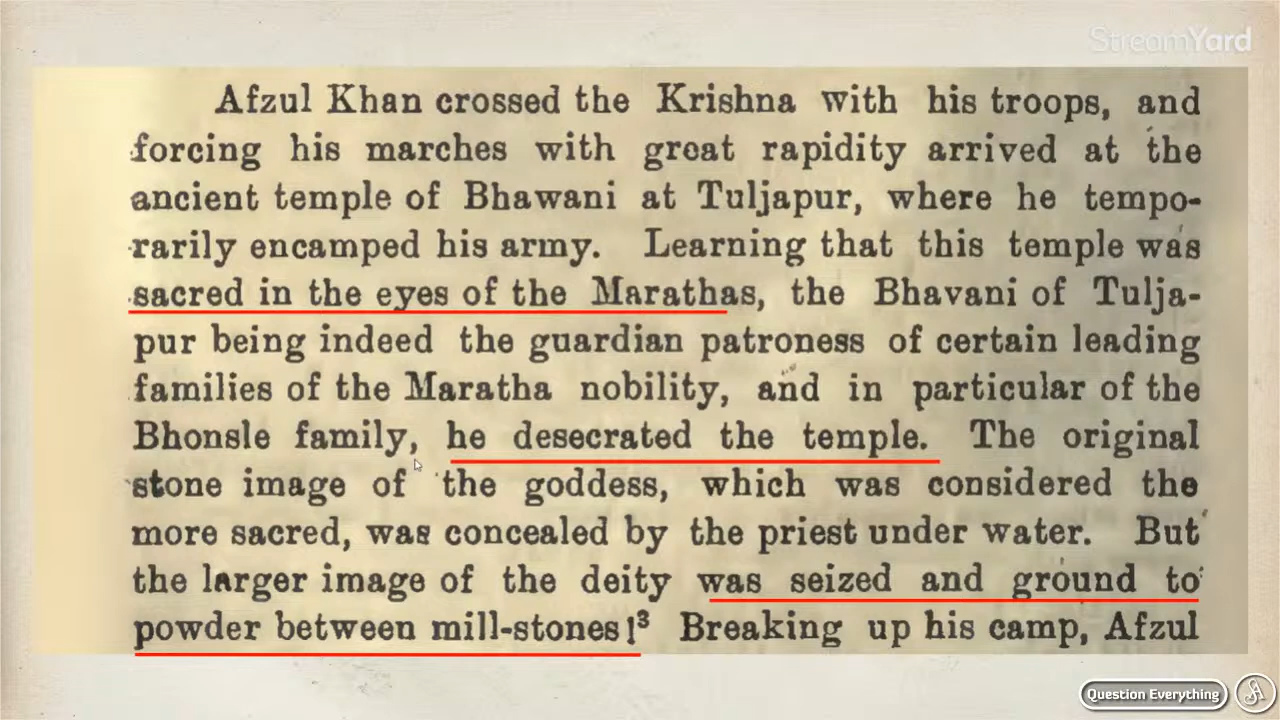 StreamYard
Afzul Khan crossed the Krishna with his troops, and
forcing his marches with great rapidity arrived at the
ancient temple of Bhawani at Tuljapur, where he tempo-
rarily encamped his army. Learning that this temple was
sacred in the eyes of the Marathas, the Bhavani of Tulja-
pur being indeed the guardian patroness of certain leading
families of the Maratha nobility, and in particular of the
Bhonsle family, he desecrated the temple. The original
stone image of the goddess, which was considered the
more sacred, was concealed by the priest under water. But
the larger image of the deity was seized and ground to
powder between mill-stones!³ Breaking up his camp, Afzul
Question Everything